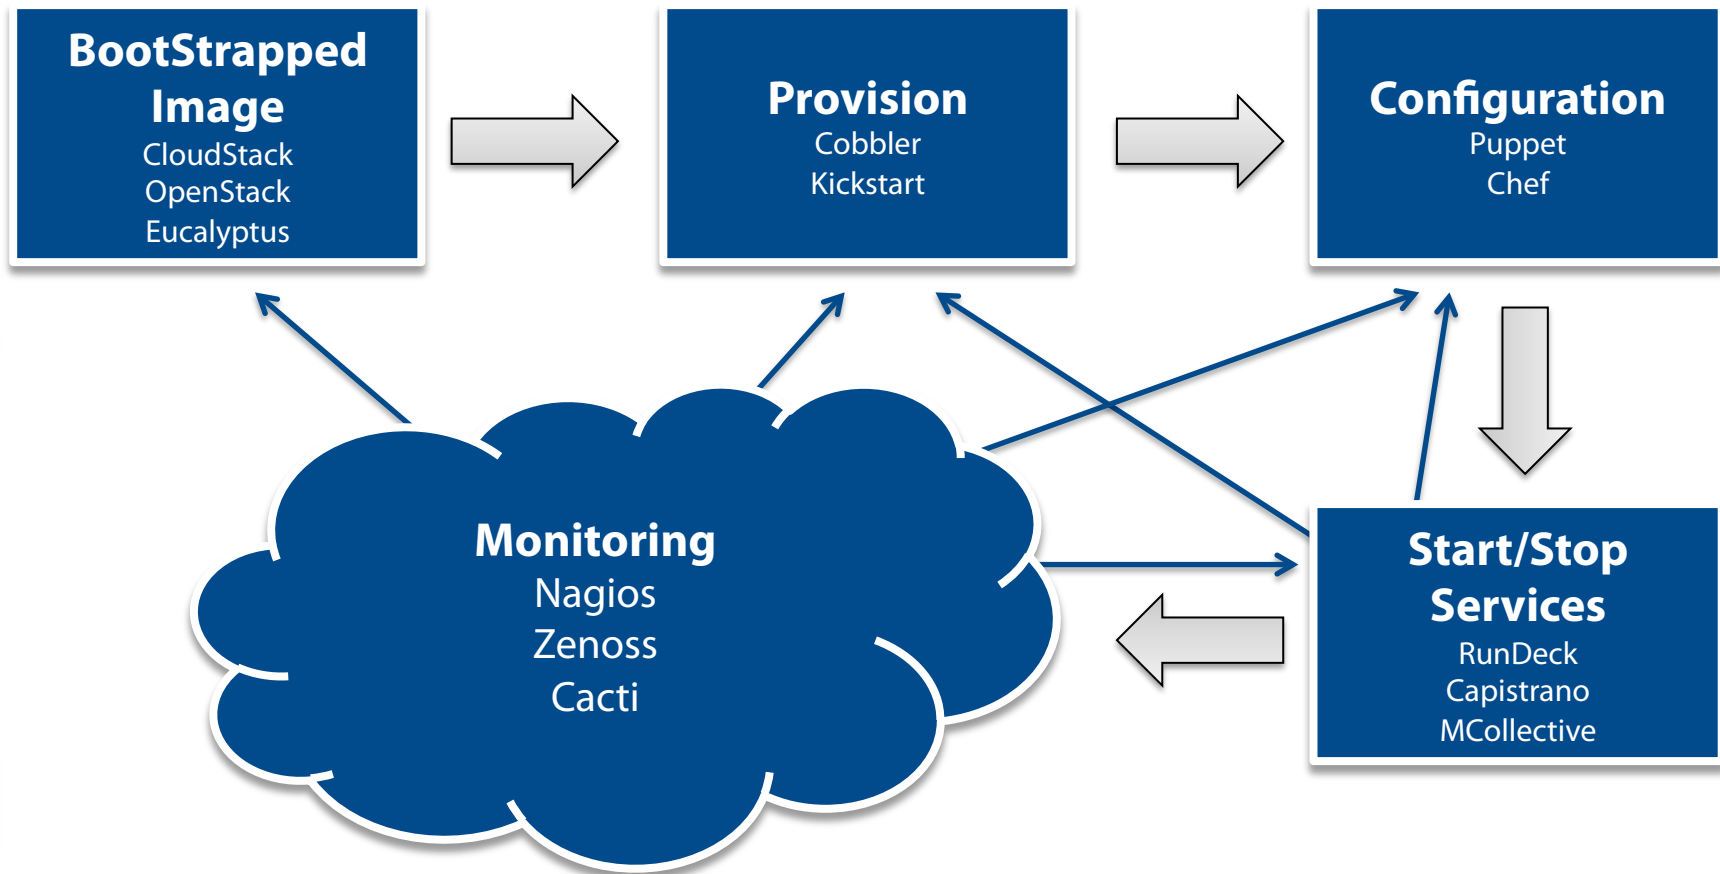 BootStrapped
Image
CloudStack
OpenStack
Eucalyptus
Provision
Cobbler
Kickstart
Configuration
Puppet
Chef
Monitoring
Nagios
Zenoss
Cacti
Start/Stop
Services
RunDeck
Capistrano
MCollective